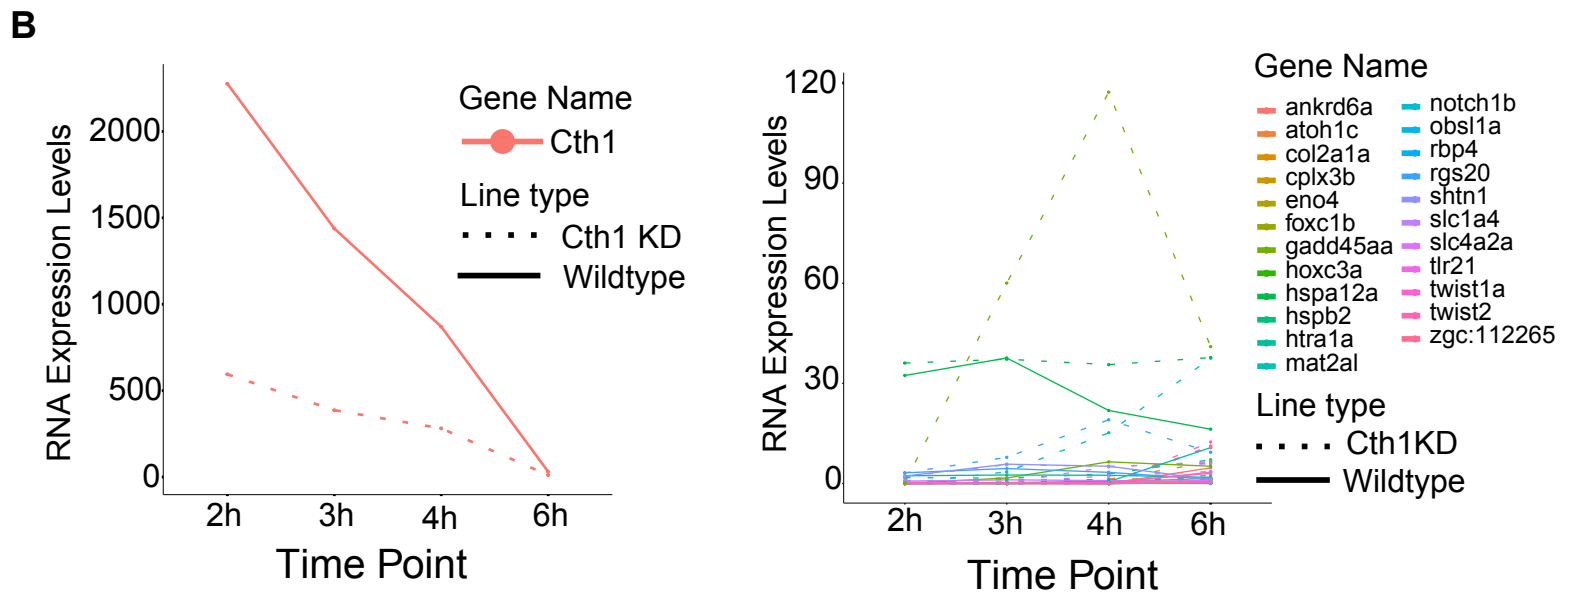 B
RNA Expression Levels
2000
1500
1000
500
0
2h 3h 4h 6h
Time Point
Gene Name
Cth1
Line type
Cth1 KD
Wildtype
RNA Expression Levels
120
90
60
30
0
2h 3h 4h 6h
Time Point
Gene Name
ankrd6a
atoh1c
col2a1a
cplx3b
eno4
foxc1b
gadd45aa
hoxc3a
hspa12a
hspb2
htra1a
mat2al
notch1b
obsl1a
rbp4
rgs20
shtn1
slc1a4
slc4a2a
tlr21
twist1a
twist2
zgc:112265
Line type
Cth1KD
Wildtype